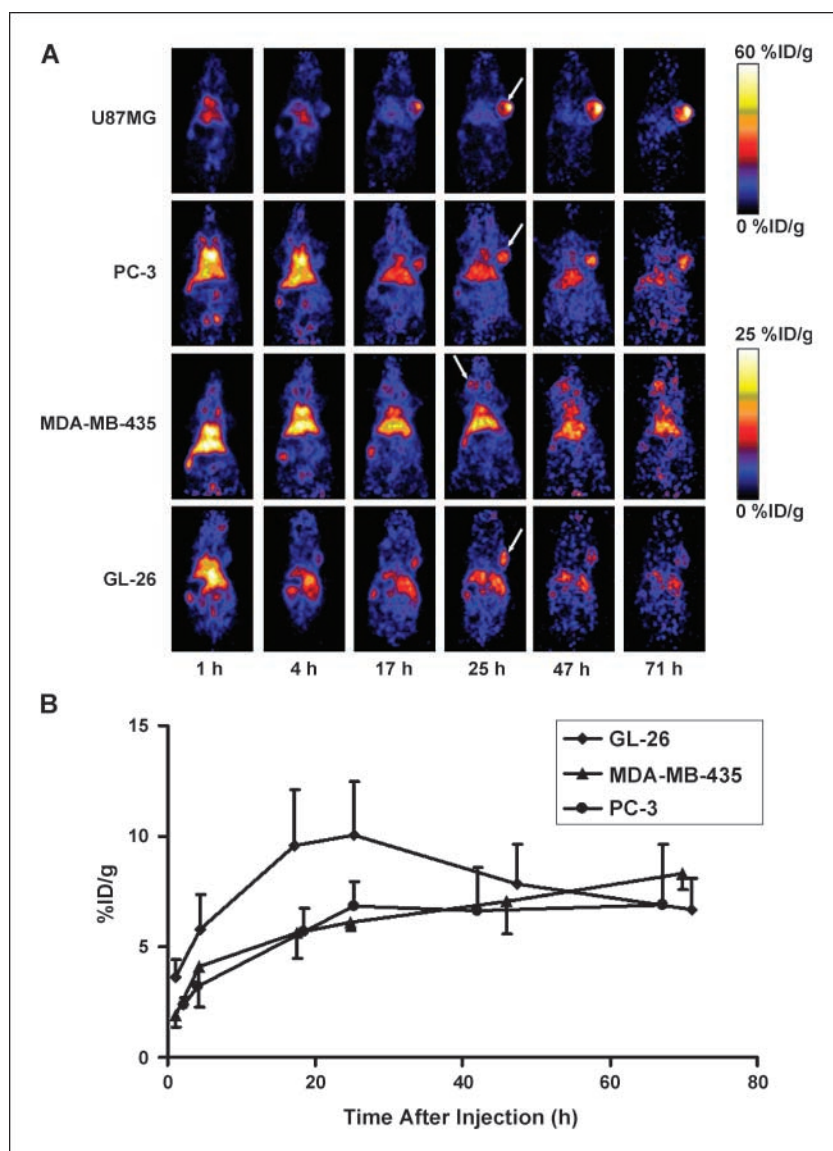 A
U87MG
PC-3
MDA-MB-435
GL-26
60 %ID/g
0 %ID/g
25 %ID/g
0 %ID/g
1 h 4 h 17 h 25 h 47 h 71 h
B
15
10
5
0
%ID/g
GL-26
MDA-MB-435
PC-3
0 20 40 60 80
Time After Injection (h)